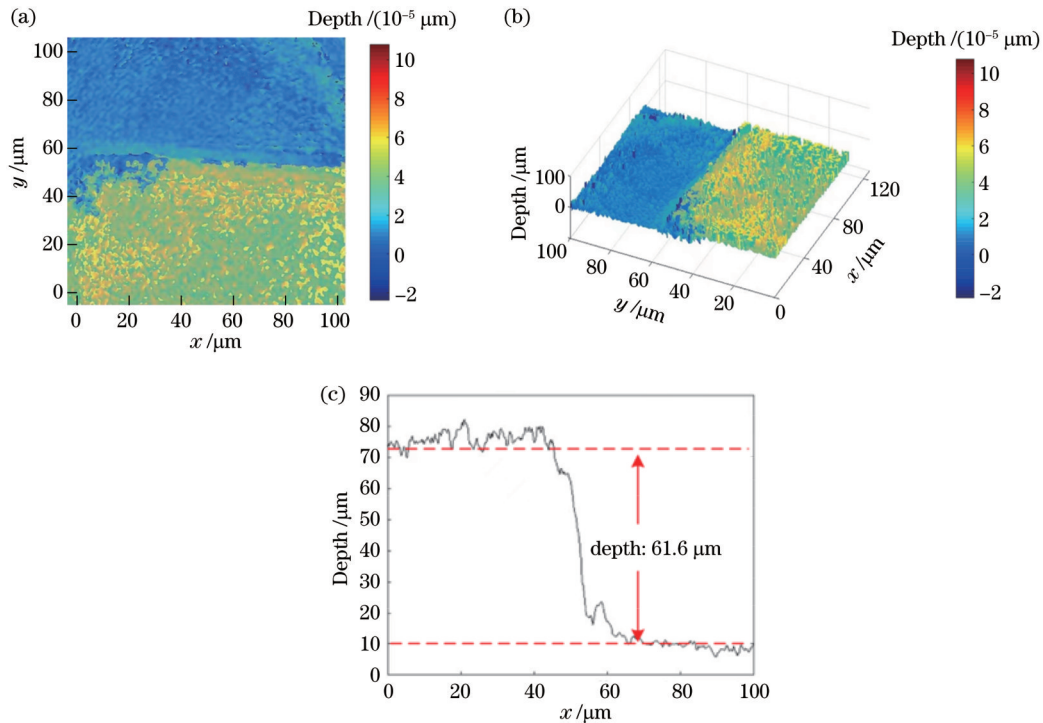 (a)
Depth /(10⁻⁵ μm)
100
80
60
40
20
0
y /μm
0 20 40 60 80 100
x /μm
10
8
6
4
2
0
−2
(b)
Depth /(10⁻⁵ μm)
100
0
Depth /μm
100 80 60 40 20 0
y /μm
40 80 120
x /μm
10
8
6
4
2
0
−2
(c)
90
80
70
60
50
40
30
20
10
0
Depth /μm
depth: 61.6 μm
0 20 40 60 80 100
x /μm